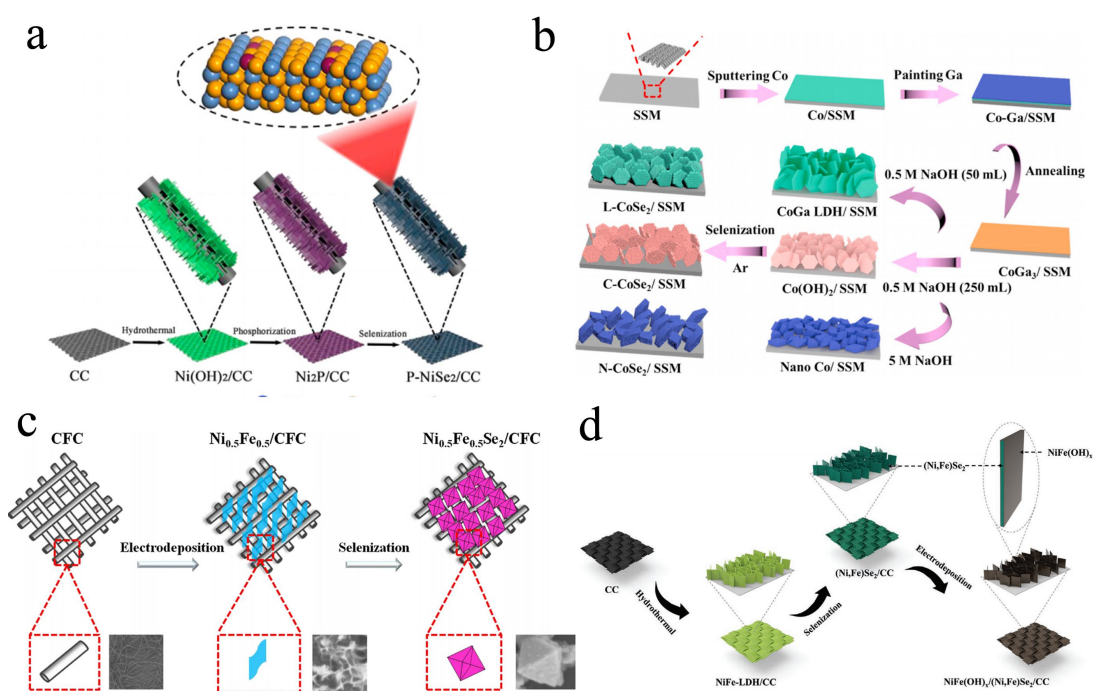 a
Hydrothermal
Phosphorization
Selenization
CC
Ni(OH)₂/CC
Ni₂P/CC
P-NiSe₂/CC
b
SSM
Sputtering Co
Co/SSM
Painting Ga
Co-Ga/SSM
Annealing
CoGa₃/ SSM
0.5 M NaOH (50 mL)
0.5 M NaOH (250 mL)
5 M NaOH
CoGa LDH/ SSM
Co(OH)₂/ SSM
Nano Co/ SSM
Selenization
Ar
L-CoSe₂/ SSM
C-CoSe₂/ SSM
N-CoSe₂/ SSM
c
CFC
Ni₀.₅Fe₀.₅/CFC
Ni₀.₅Fe₀.₅Se₂/CFC
Electrodeposition
Selenization
d
CC
Hydrothermal
NiFe-LDH/CC
Selenization
(Ni,Fe)Se₂/CC
(Ni,Fe)Se₂
NiFe(OH)ₓ
Electrodeposition
NiFe(OH)ₓ/(Ni,Fe)Se₂/CC